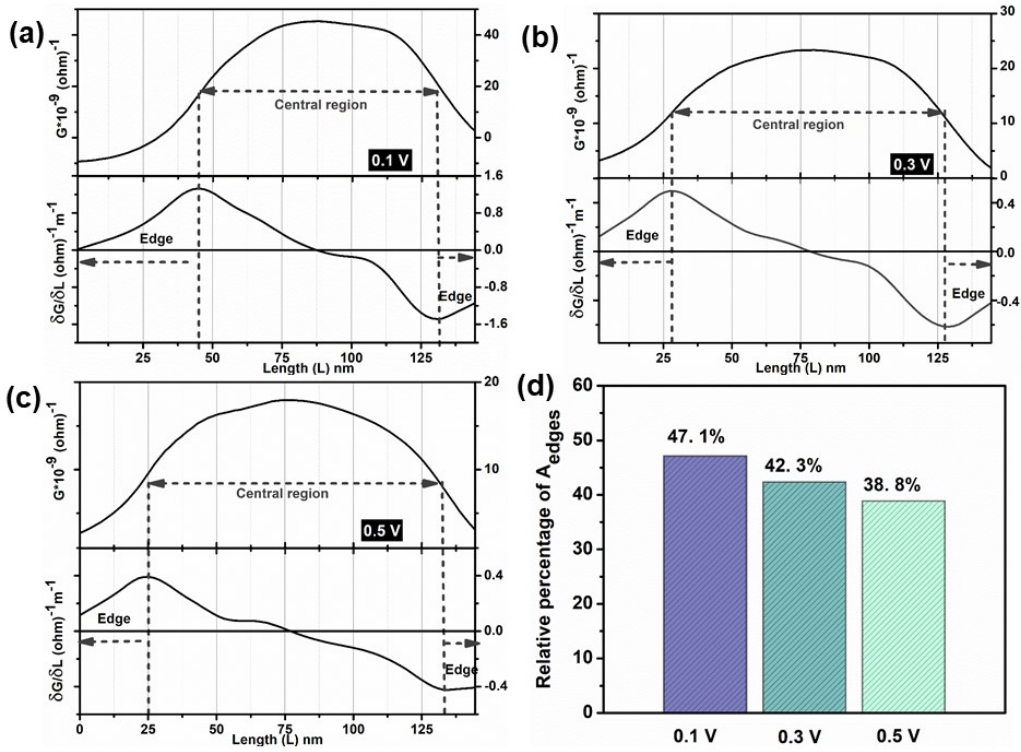 (a)
40
20
0
G*10⁻⁹ (ohm)⁻¹
Central region
0.1 V
1.6
0.8
0.0
-0.8
-1.6
δG/δL (ohm)⁻¹m⁻¹
Edge
Edge
25 50 75 100 125
Length (L) nm
(b)
30
20
10
0
G*10⁻⁹ (ohm)⁻¹
Central region
0.3 V
0.4
0.0
-0.4
δG/δL (ohm)⁻¹m⁻¹
Edge
Edge
25 50 75 100 125
Length (L) nm
(c)
20
10
G*10⁻⁹ (ohm)⁻¹
Central region
0.5 V
0.4
0.0
-0.4
δG/δL (ohm)⁻¹m⁻¹
Edge
Edge
0 25 50 75 100 125
Length (L) nm
(d)
60
50
40
30
20
10
0
Relative percentage of A_edges
47. 1%
42. 3%
38. 8%
0.1 V 0.3 V 0.5 V